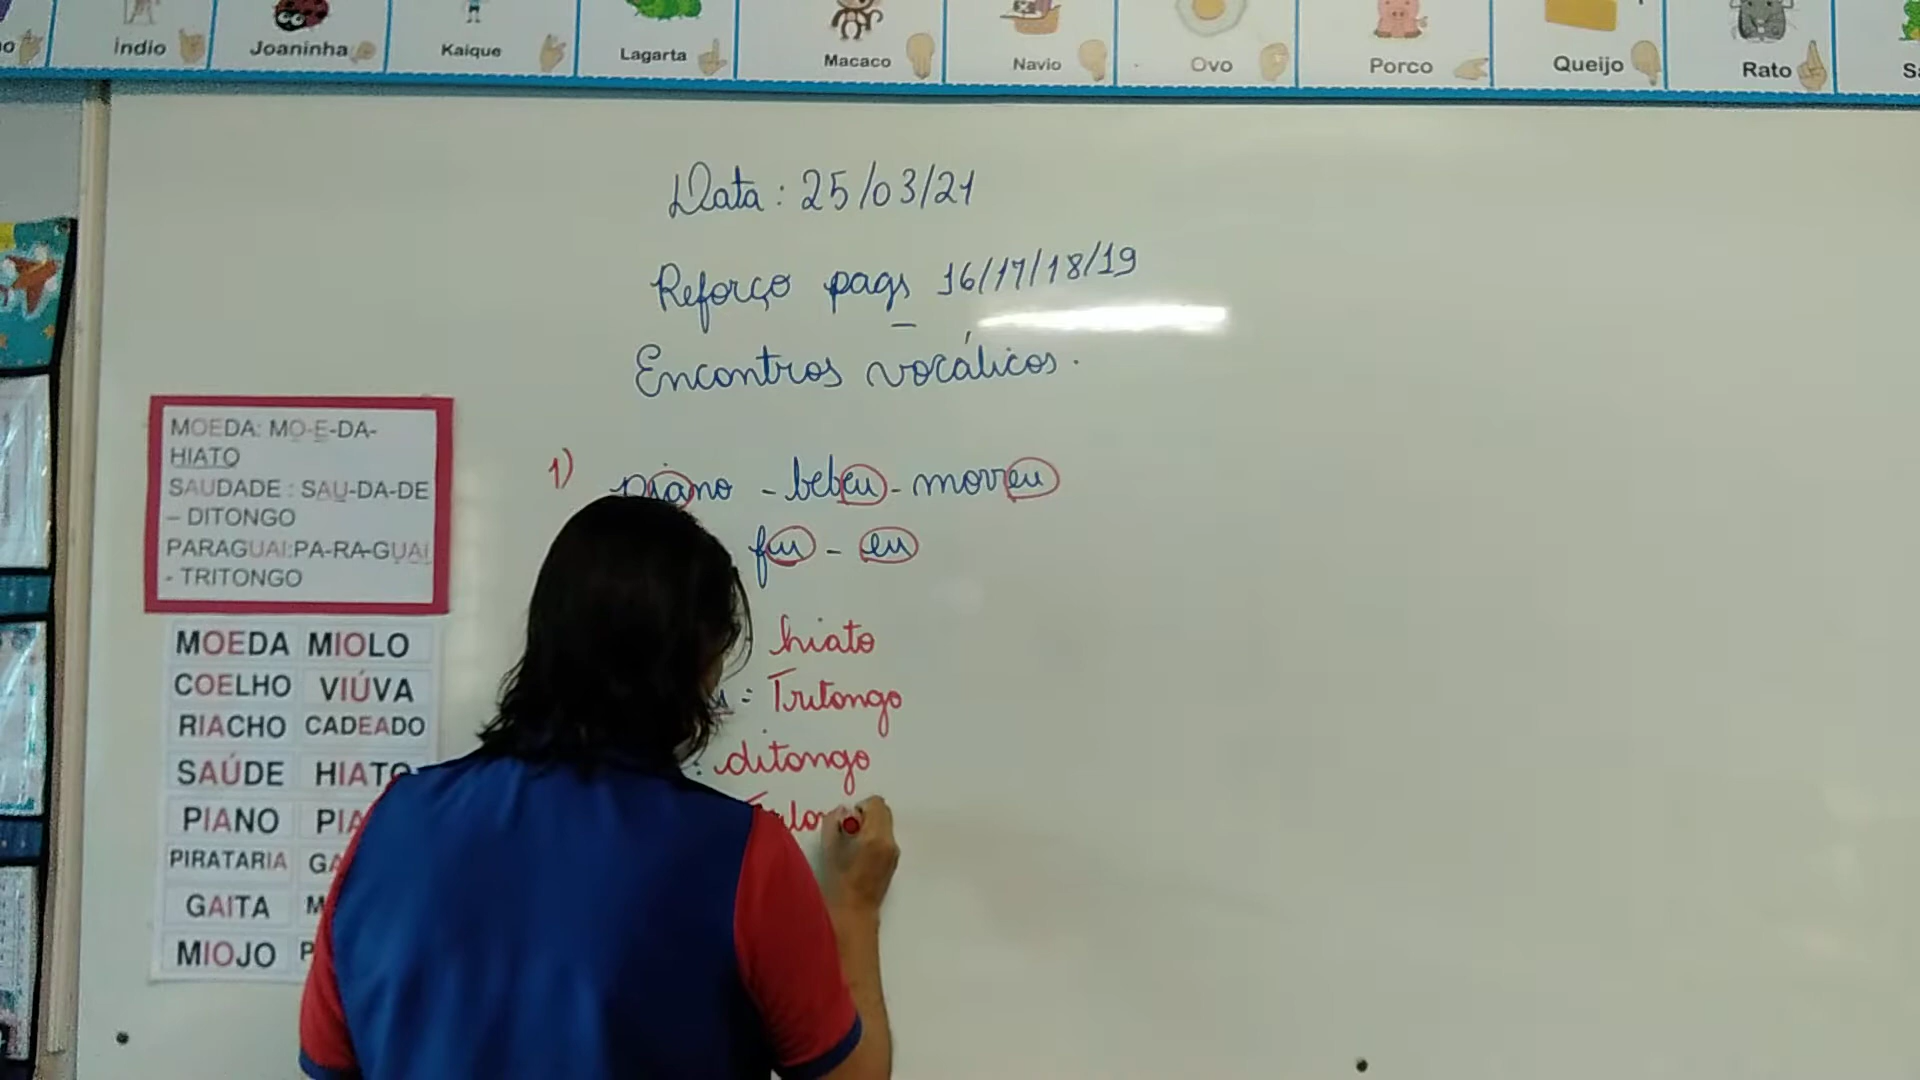 Índio Joaninha Kaique Lagarta Macaco Navio Ovo Porco Queijo Rato
Data: 25/03/21
Reforço pags 16/17/18/19
Encontros vocálicos.
MOEDA: MO-E-DA-
HIATO
SAUDADE : SAU-DA-DE
– DITONGO
PARAGUAI:PA-RA-GUAI
- TRITONGO
MOEDA MIOLO
COELHO VIÚVA
RIACHO CADEADO
SAÚDE HIATO
PIANO
PIRATARIA
GAITA
MIOJO
1) piano - bebeu - morreu
fui - eu
hiato
= Tritongo
: ditongo